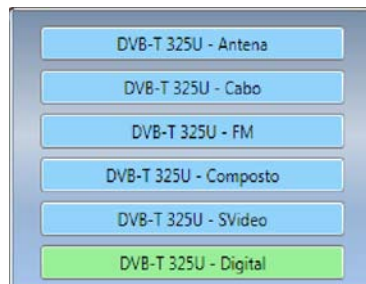 DVB-T 325U - Antena
DVB-T 325U - Cabo
DVB-T 325U - FM
DVB-T 325U - Composto
DVB-T 325U - SVideo
DVB-T 325U - Digital